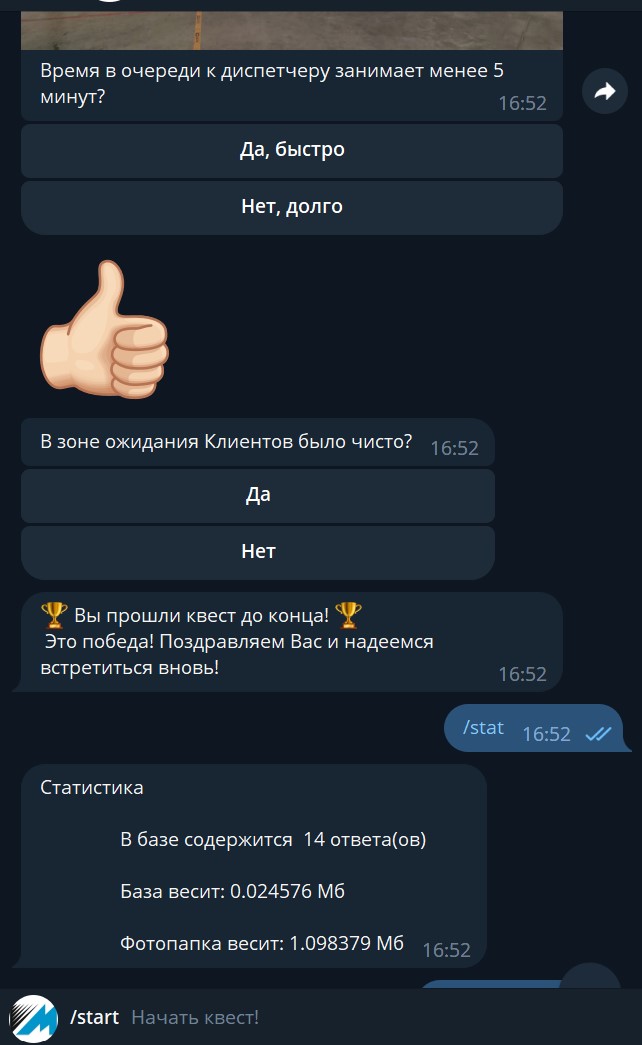 Время в очереди к диспетчеру занимает менее 5
минут?
16:52
Да, быстро
Нет, долго
В зоне ожидания Клиентов было чисто? 16:52
Да
Нет
🏆 Вы прошли квест до конца! 🏆
Это победа! Поздравляем Вас и надеемся
встретиться вновь!
16:52
/stat 16:52
Статистика
В базе содержится 14 ответа(ов)
База весит: 0.024576 Мб
Фотопапка весит: 1.098379 Мб 16:52
/start Начать квест!